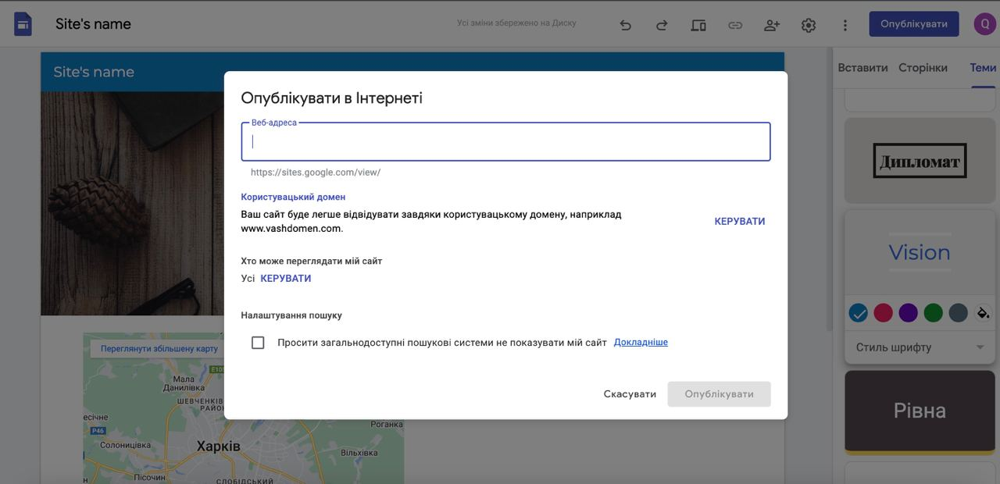 Site's name
Усі зміни збережено на Диску
Опублікувати
Q
Site's name
Вставити
Сторінки
Теми
Опублікувати в Інтернеті
Веб-адреса
https://sites.google.com/view/
Користувацький домен
Ваш сайт буде легше відвідувати завдяки користувацькому домену, наприклад
www.vashdomen.com.
КЕРУВАТИ
Хто може переглядати мій сайт
Усі КЕРУВАТИ
Налаштування пошуку
Просити загальнодоступні пошукові системи не показувати мій сайт Докладніше
Скасувати
Опублікувати
Дипломат
Vision
Стиль шрифту
Рівна
Переглянути збільшену карту
Мала
Данилівка
ШЕВЧЕНКІВ
РАЙОН
есічне
P46
Солоницівка
Харків
Роганка
Вільхівка
Пісочин
СЛОБІДСЬКИЙ